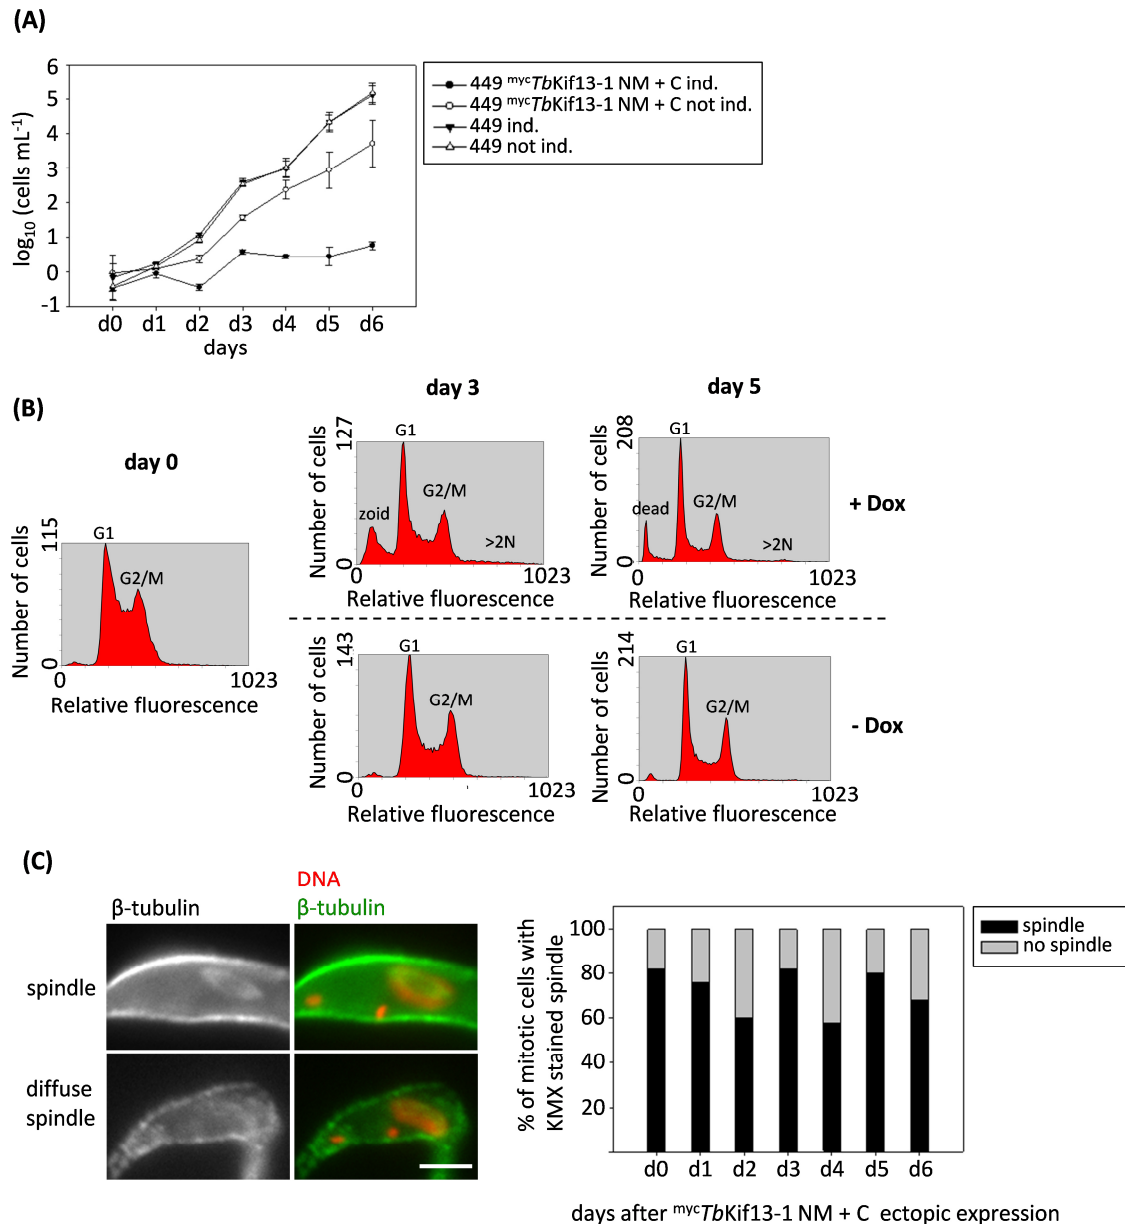 (A)
6
5
4
3
2
1
0
-1
log10 (cells mL-1)
d0 d1 d2 d3 d4 d5 d6
days
449 mycTbKif13-1 NM + C ind.
449 mycTbKif13-1 NM + C not ind.
449 ind.
449 not ind.
(B)
day 0
day 3
day 5
+ Dox
- Dox
115
0
Number of cells
G1
G2/M
0 1023
Relative fluorescence
127
0
Number of cells
zoid
G1
G2/M
>2N
0 1023
Relative fluorescence
208
0
Number of cells
dead
G1
G2/M
>2N
0 1023
Relative fluorescence
143
0
Number of cells
G1
G2/M
0 1023
Relative fluorescence
214
0
Number of cells
G1
G2/M
0 1023
Relative fluorescence
(C)
β-tubulin
DNA
β-tubulin
spindle
diffuse
spindle
% of mitotic cells with
KMX stained spindle
100
80
60
40
20
d0 d1 d2 d3 d4 d5 d6
days after mycTbKif13-1 NM + C ectopic expression
spindle
no spindle